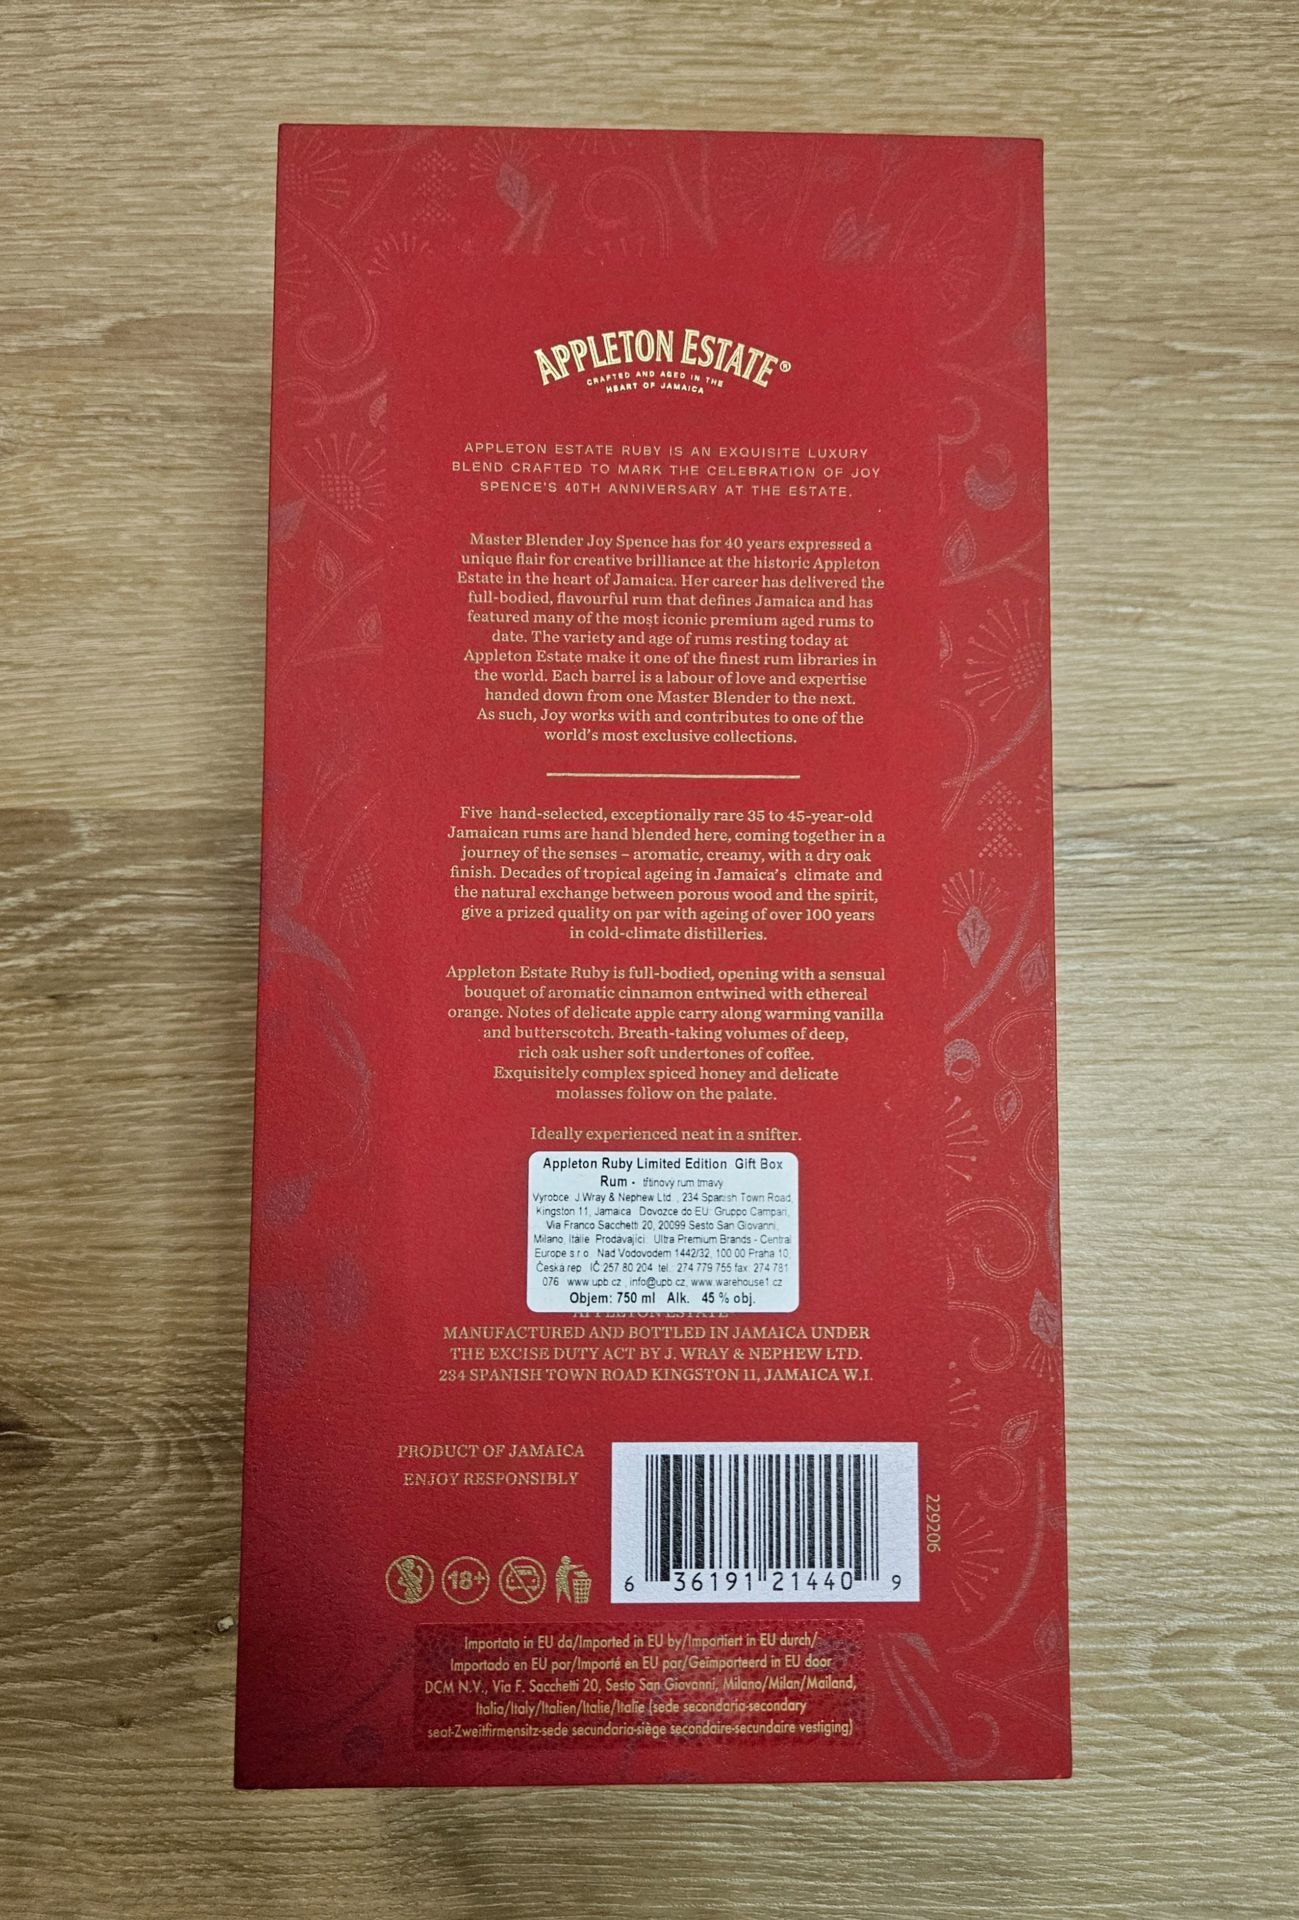 APPLETON ESTATE®
CRAFTED AND AGED IN THE
HEART OF JAMAICA
APPLETON ESTATE RUBY IS AN EXQUISITE LUXURY
BLEND CRAFTED TO MARK THE CELEBRATION OF JOY
SPENCE'S 40TH ANNIVERSARY AT THE ESTATE.
Master Blender Joy Spence has for 40 years expressed a
unique flair for creative brilliance at the historic Appleton
Estate in the heart of Jamaica. Her career has delivered the
full-bodied, flavourful rum that defines Jamaica and has
featured many of the most iconic premium aged rums to
date. The variety and age of rums resting today at
Appleton Estate make it one of the finest rum libraries in
the world. Each barrel is a labour of love and expertise
handed down from one Master Blender to the next.
As such, Joy works with and contributes to one of the
world's most exclusive collections.
Five hand-selected, exceptionally rare 35 to 45-year-old
Jamaican rums are hand blended here, coming together in a
journey of the senses – aromatic, creamy, with a dry oak
finish. Decades of tropical ageing in Jamaica's climate and
the natural exchange between porous wood and the spirit,
give a prized quality on par with ageing of over 100 years
in cold-climate distilleries.
Appleton Estate Ruby is full-bodied, opening with a sensual
bouquet of aromatic cinnamon entwined with ethereal
orange. Notes of delicate apple carry along warming vanilla
and butterscotch. Breath-taking volumes of deep,
rich oak usher soft undertones of coffee.
Exquisitely complex spiced honey and delicate
molasses follow on the palate.
Ideally experienced neat in a snifter.
Appleton Ruby Limited Edition Gift Box
Rum - třtinový rum tmavý
Výrobce: J.Wray & Nephew Ltd., 234 Spanish Town Road,
Kingston 11, Jamaica Dovozce do EU: Gruppo Campari,
Via Franco Sacchetti 20, 20099 Sesto San Giovanni,
Milano, Itálie Prodávající: Ultra Premium Brands - Central
Europe s.r.o. Nad Vodovodem 1442/32, 100 00 Praha 10,
Česká rep. IČ 257 80 204 tel. 274 779 755 fax: 274 781
076 www.upb.cz , info@upb.cz, www.warehouse1.cz
Objem: 750 ml Alk. 45 % obj.
APPLETON ESTATE
MANUFACTURED AND BOTTLED IN JAMAICA UNDER
THE EXCISE DUTY ACT BY J. WRAY & NEPHEW LTD.
234 SPANISH TOWN ROAD KINGSTON 11, JAMAICA W.I.
PRODUCT OF JAMAICA
ENJOY RESPONSIBLY
18+
6 36191 21440 9
229206
Importato in EU da/Imported in EU by/Importiert in EU durch/
Importado en EU por/Importé en EU par/Geïmporteerd in EU door
DCM N.V., Via F. Sacchetti 20, Sesto San Giovanni, Milano/Milan/Mailand,
Italia/Italy/Italien/Italie/Italie (sede secondaria-secondary
seat-Zweitfirmensitz-sede secundaria-siège secondaire-secundaire vestiging)